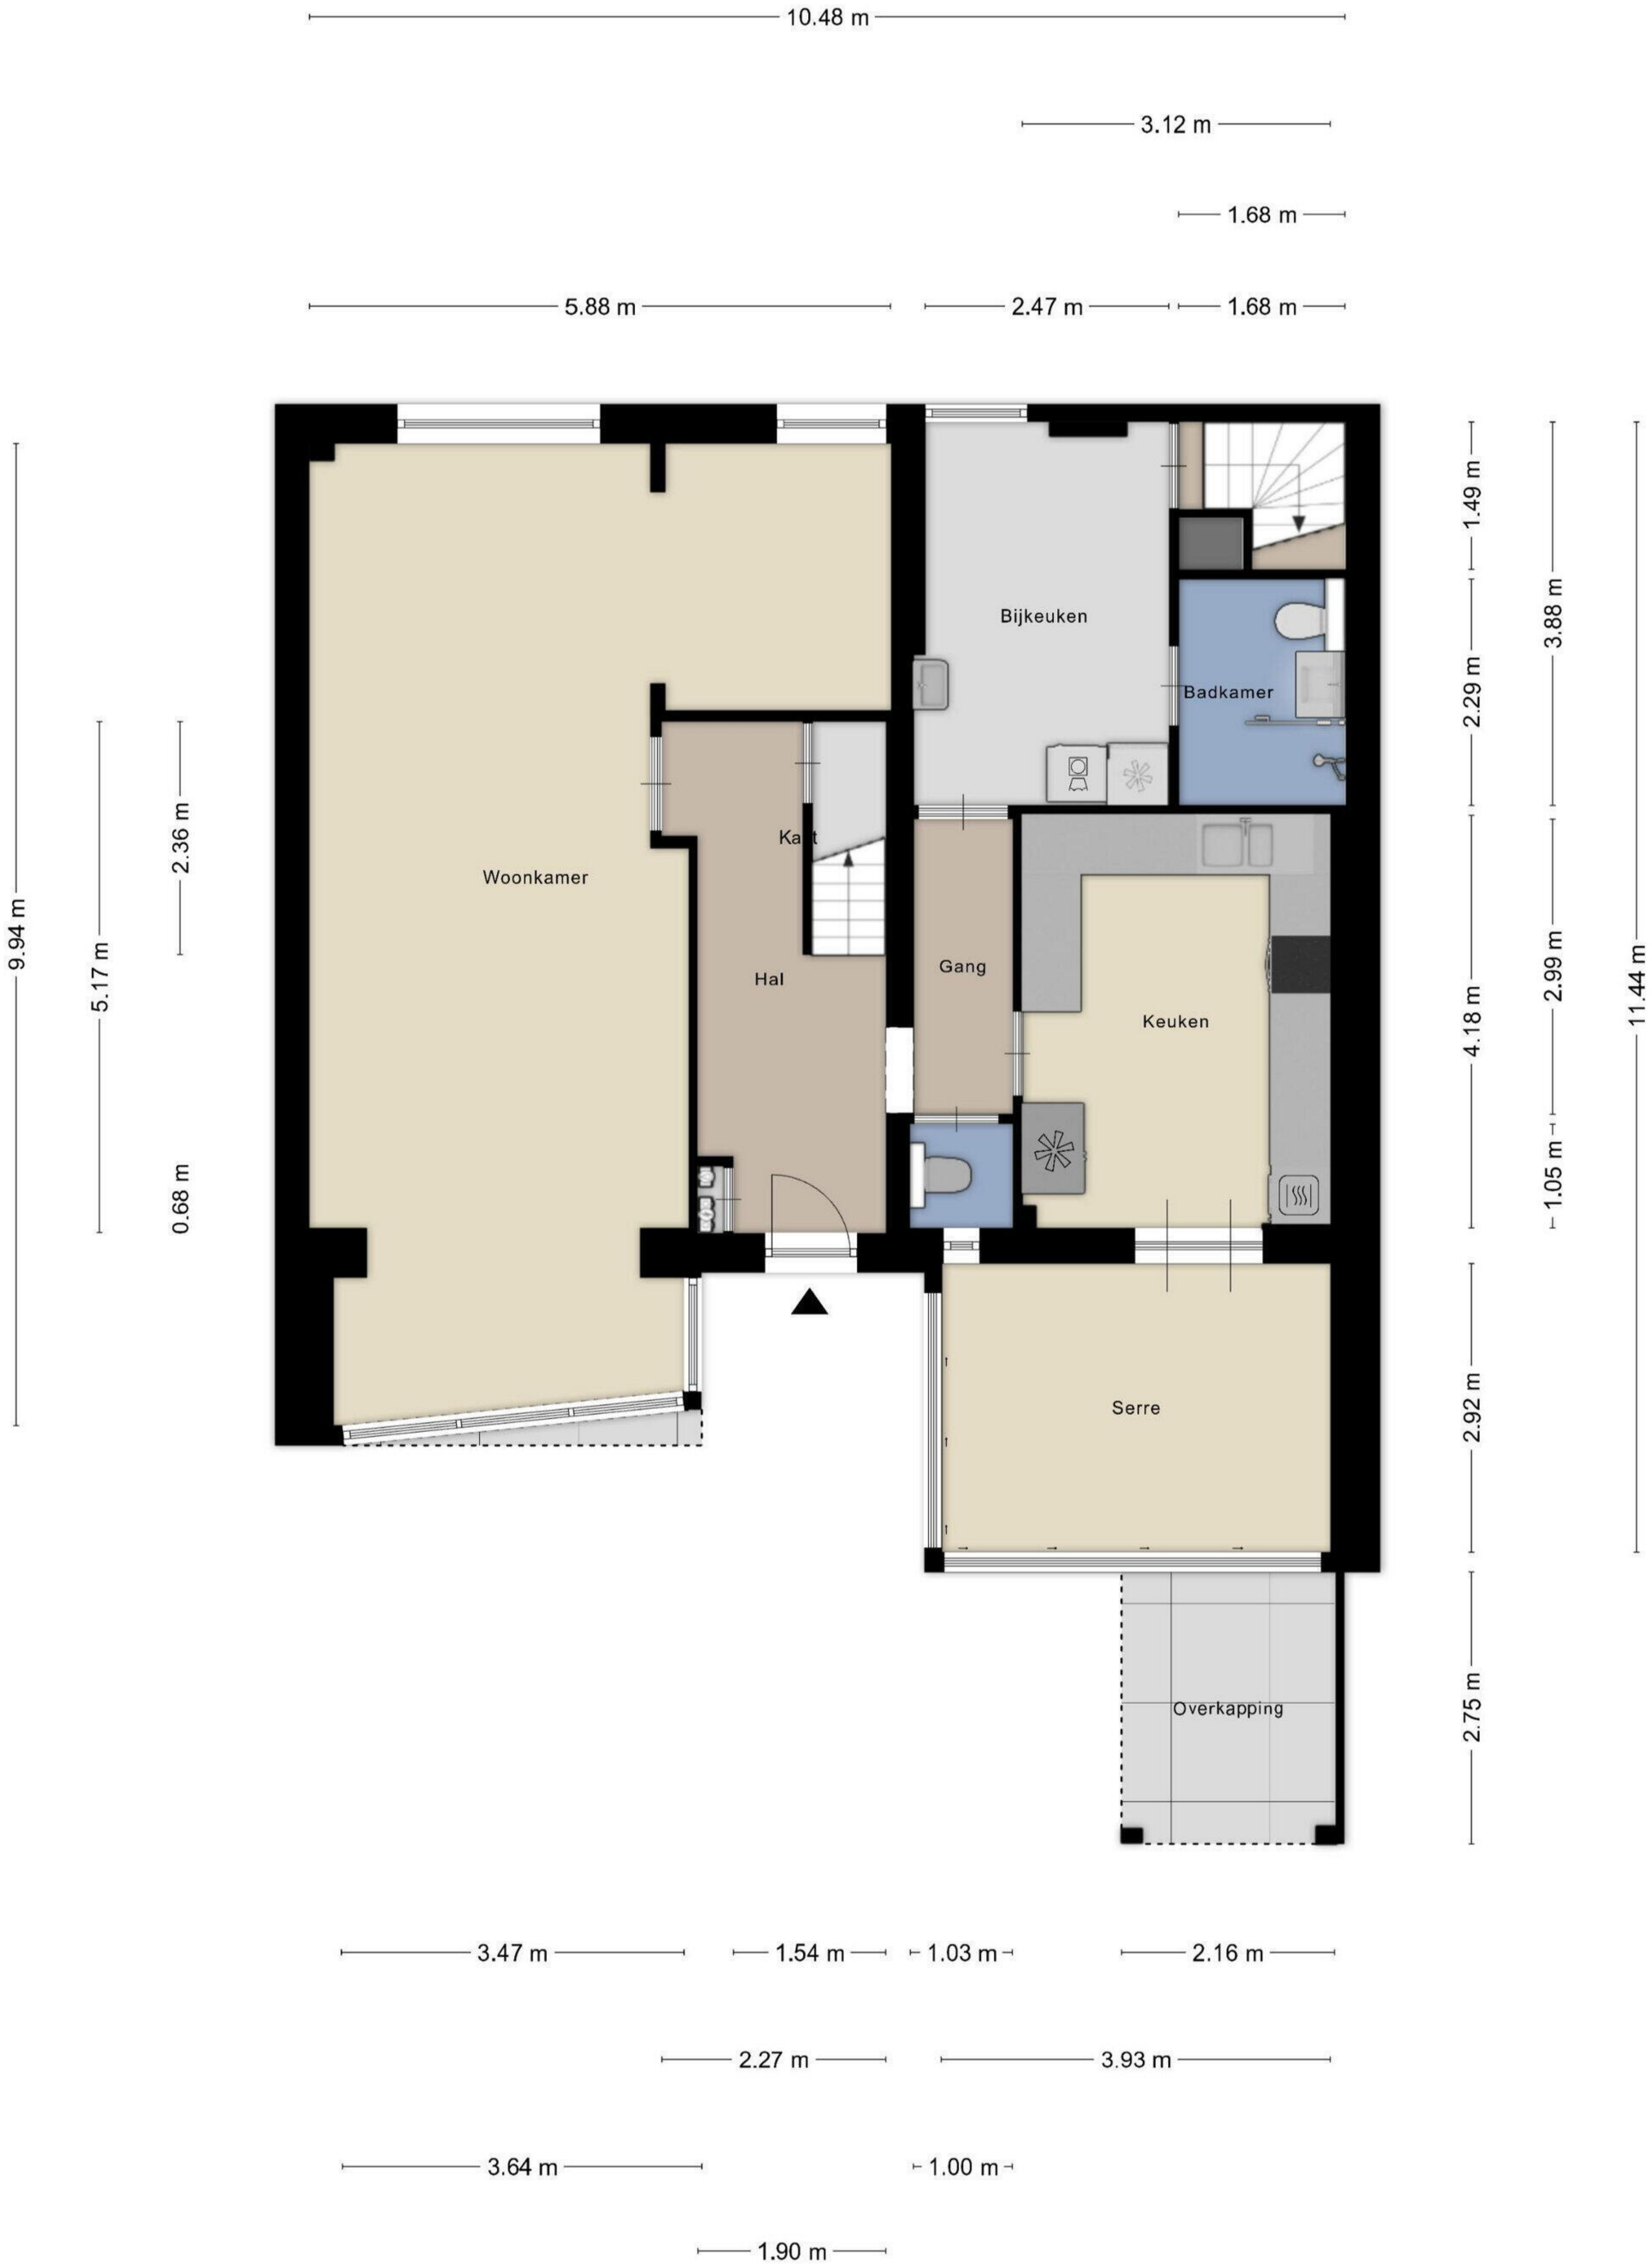 10.48 m
3.12 m
1.68 m
5.88 m
2.47 m
1.68 m
1.49 m
3.88 m
Bijkeuken
2.29 m
Badkamer
2.36 m
Kast
Woonkamer
9.94 m
5.17 m
Hal
Gang
2.99 m
11.44 m
Keuken
4.18 m
0.68 m
1.05 m
Serre
2.92 m
Overkapping
2.75 m
3.47 m
1.54 m
1.03 m
2.16 m
2.27 m
3.93 m
3.64 m
1.00 m
1.90 m